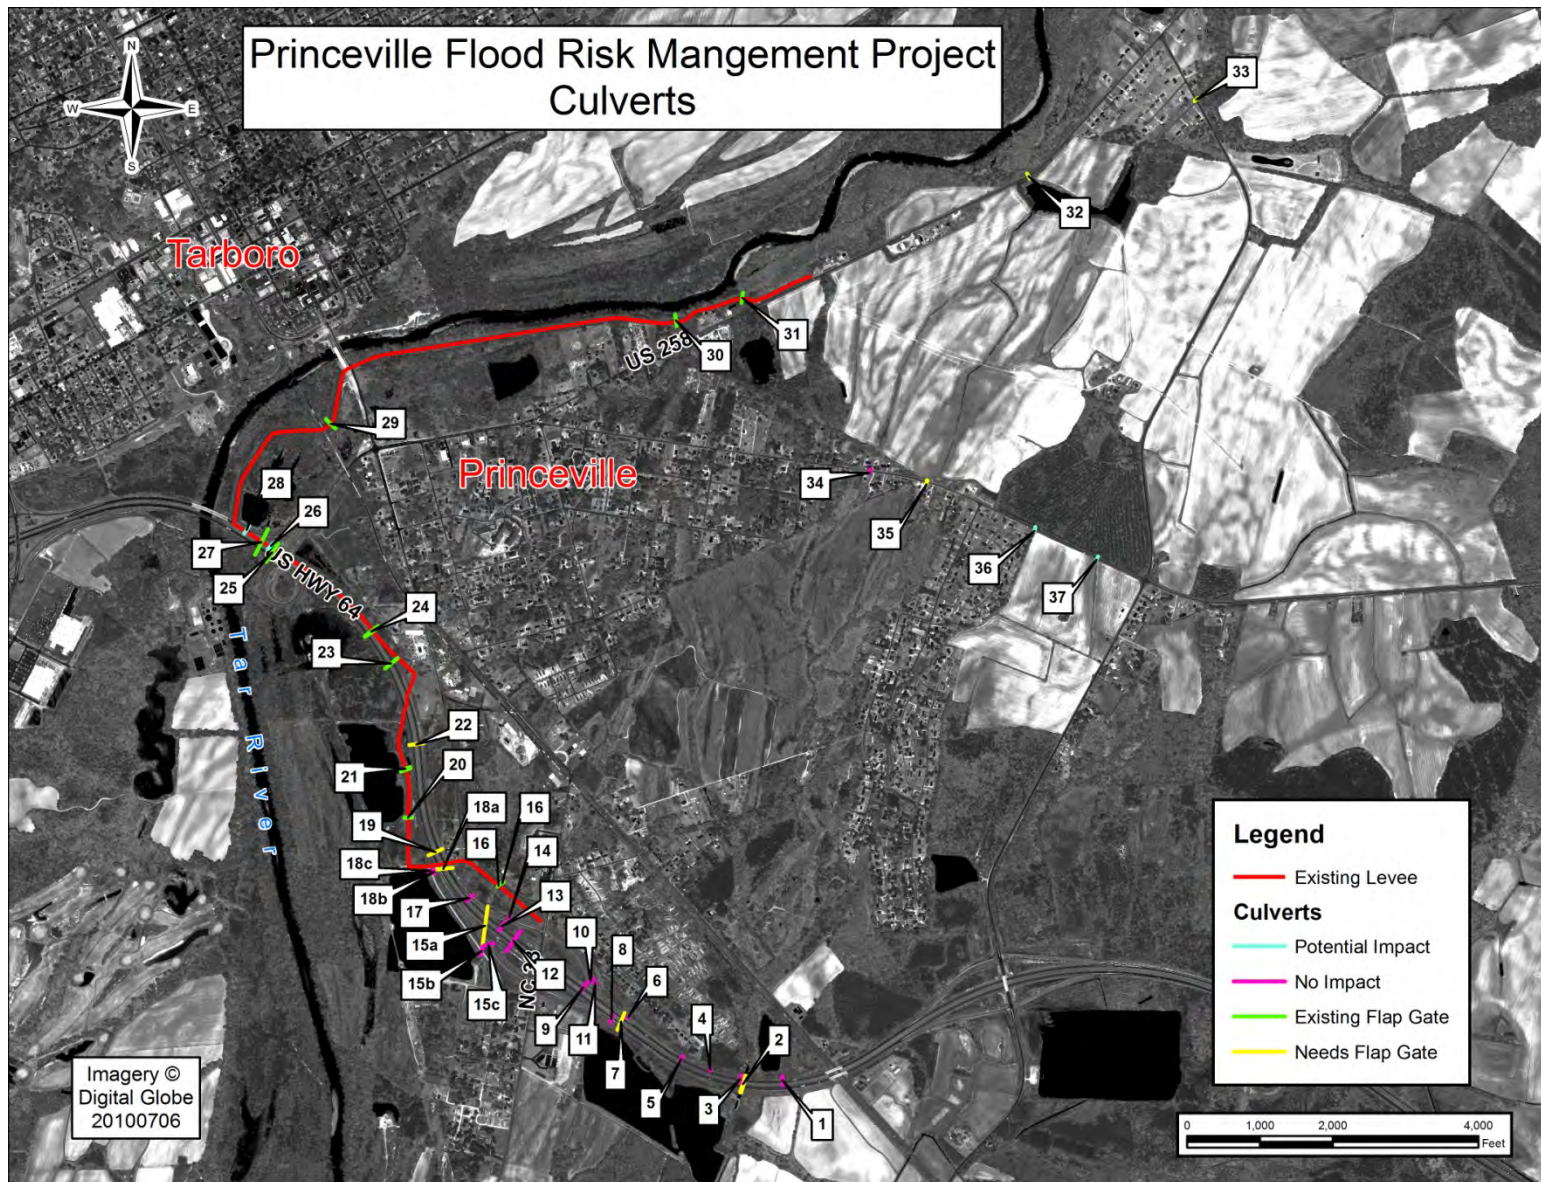 Princeville Flood Risk Mangement Project
Culverts
N
W
E
S
33
32
Tarboro
31
30
US 258
29
Princeville
28
26
34
35
27
36
US HWY 64
25
37
24
23
Tar River
22
21
20
18a
16
19
16
14
18c
13
18b
17
10
8
15a
6
12
4
15b
15c
NC 33
2
9
11
7
5
3
1
Legend
Existing Levee
Culverts
Potential Impact
No Impact
Existing Flap Gate
Needs Flap Gate
Imagery ©
Digital Globe
20100706
0 1,000 2,000 4,000
Feet